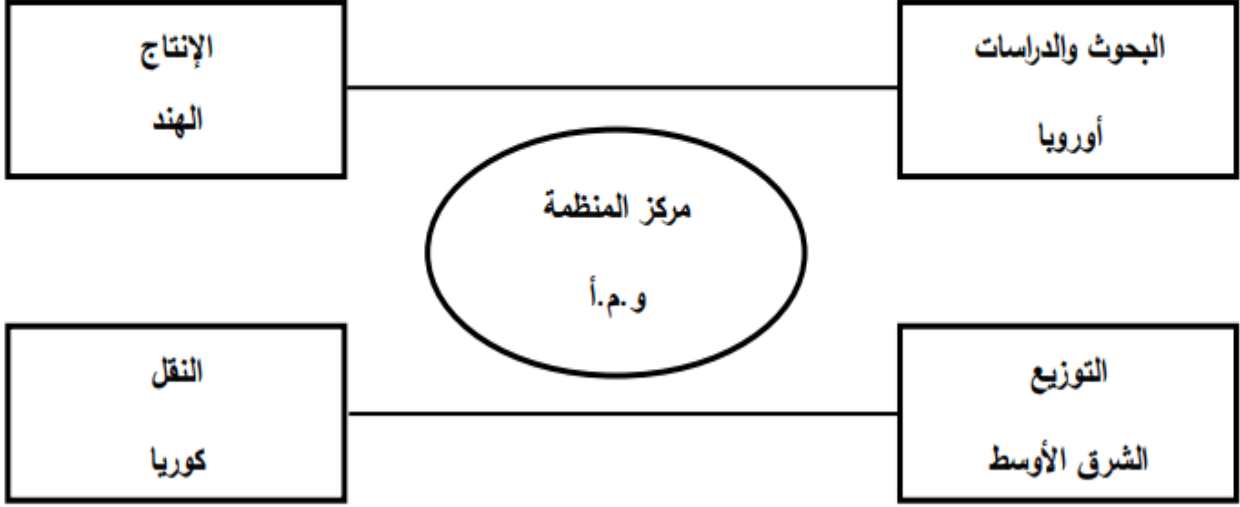 البحوث والدراسات
أوروبا
الإنتاج
الهند
مركز المنظمة
و.م.أ
التوزيع
الشرق الأوسط
النقل
كوريا